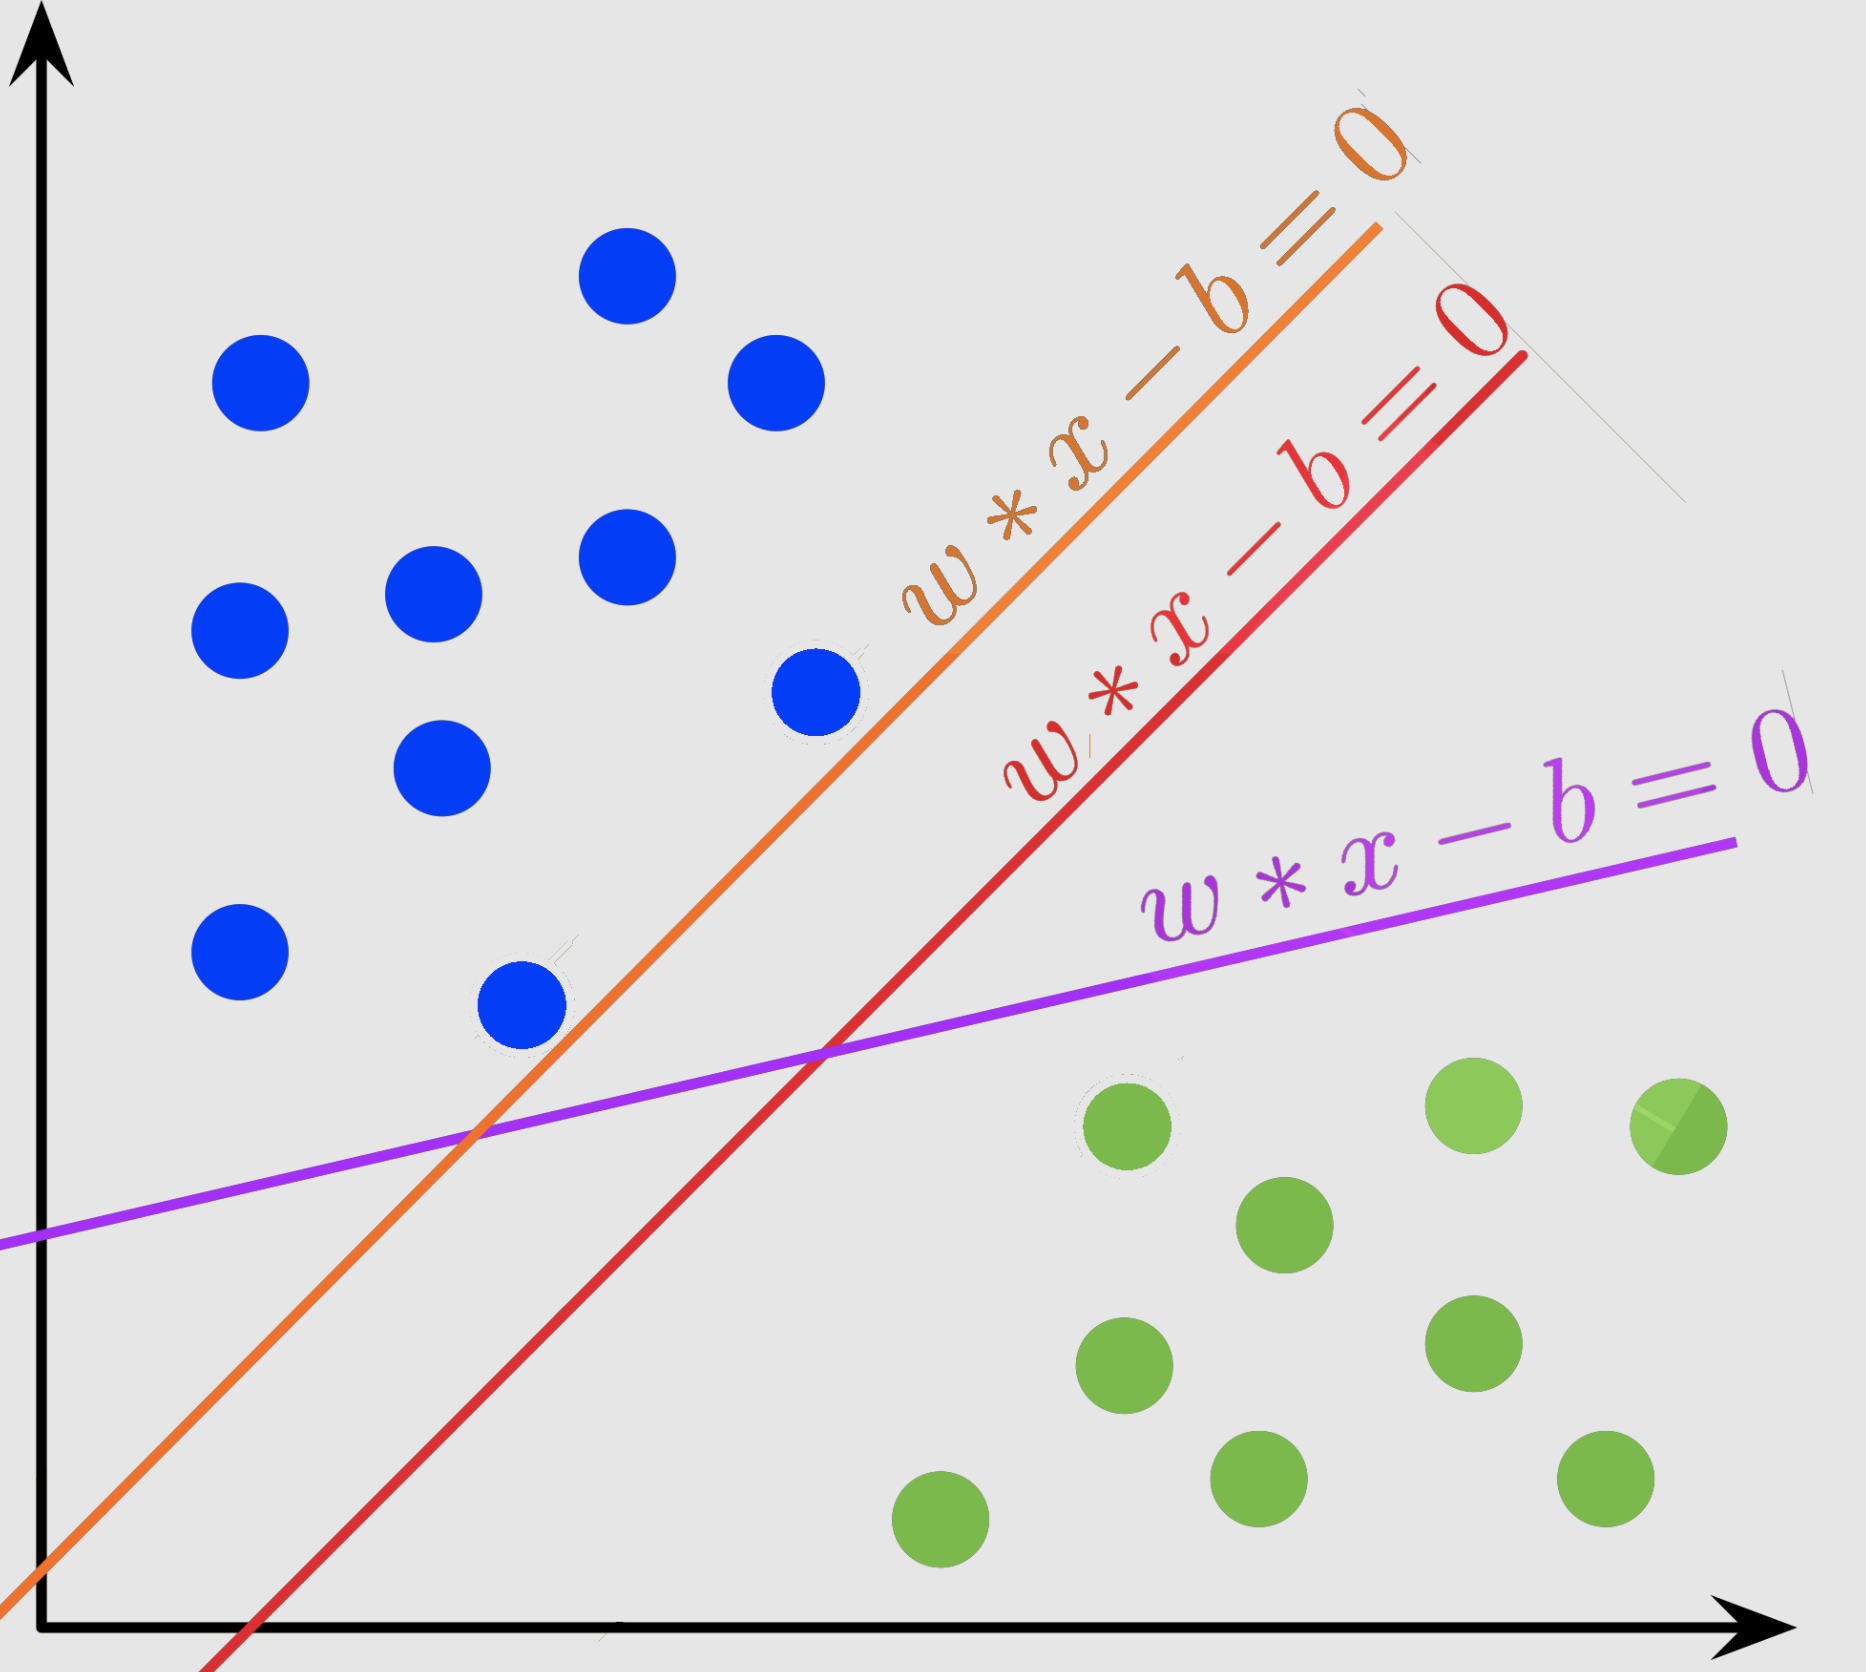 w * x - b = 0
w * x - b = 0
w * x - b = 0